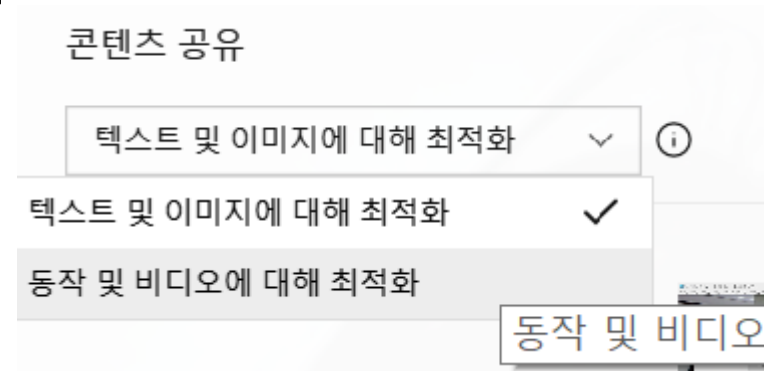 콘텐츠 공유
텍스트 및 이미지에 대해 최적화
텍스트 및 이미지에 대해 최적화
동작 및 비디오에 대해 최적화
동작 및 비디오